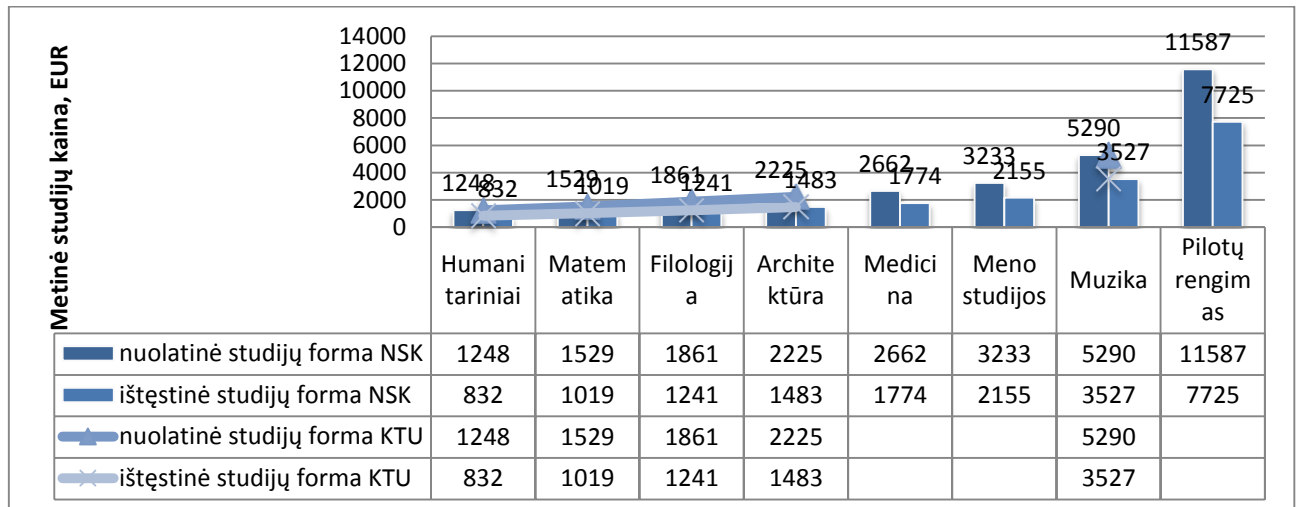 Metinė studijų kaina, EUR
14000
12000
10000
8000
6000
4000
2000
0
1248 1529 1861 2225 2662 3233 5290 11587
832 1019 1241 1483 1774 2155 3527 7725
Humani
tariniai
Matem
atika
Filologij
a
Archite
ktūra
Medici
na
Meno
studijos
Muzika
Pilotų
rengim
as
nuolatinė studijų forma NSK 1248 1529 1861 2225 2662 3233 5290 11587
ištęstinė studijų forma NSK 832 1019 1241 1483 1774 2155 3527 7725
nuolatinė studijų forma KTU 1248 1529 1861 2225 5290
ištęstinė studijų forma KTU 832 1019 1241 1483 3527